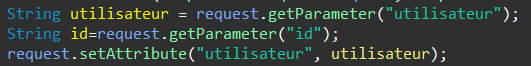 String utilisateur = request.getParameter("utilisateur");
String id=request.getParameter("id");
request.setAttribute("utilisateur", utilisateur);